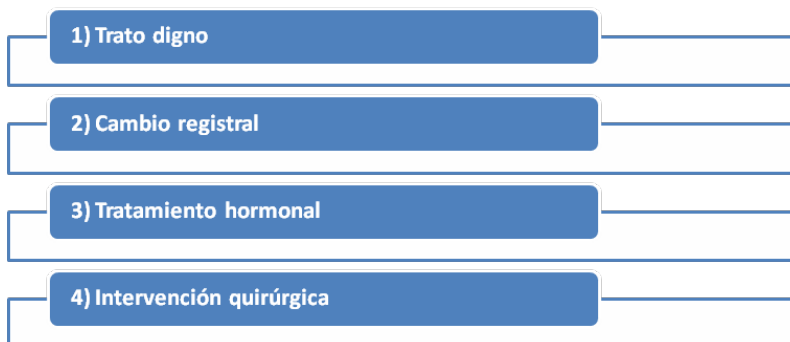 1) Trato digno
2) Cambio registral
3) Tratamiento hormonal
4) Intervención quirúrgica